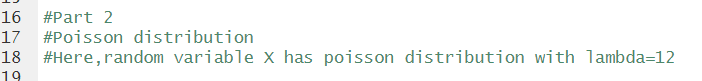 16 #Part 2
17 #Poisson distribution
18 #Here,random variable X has poisson distribution with lambda=12
19